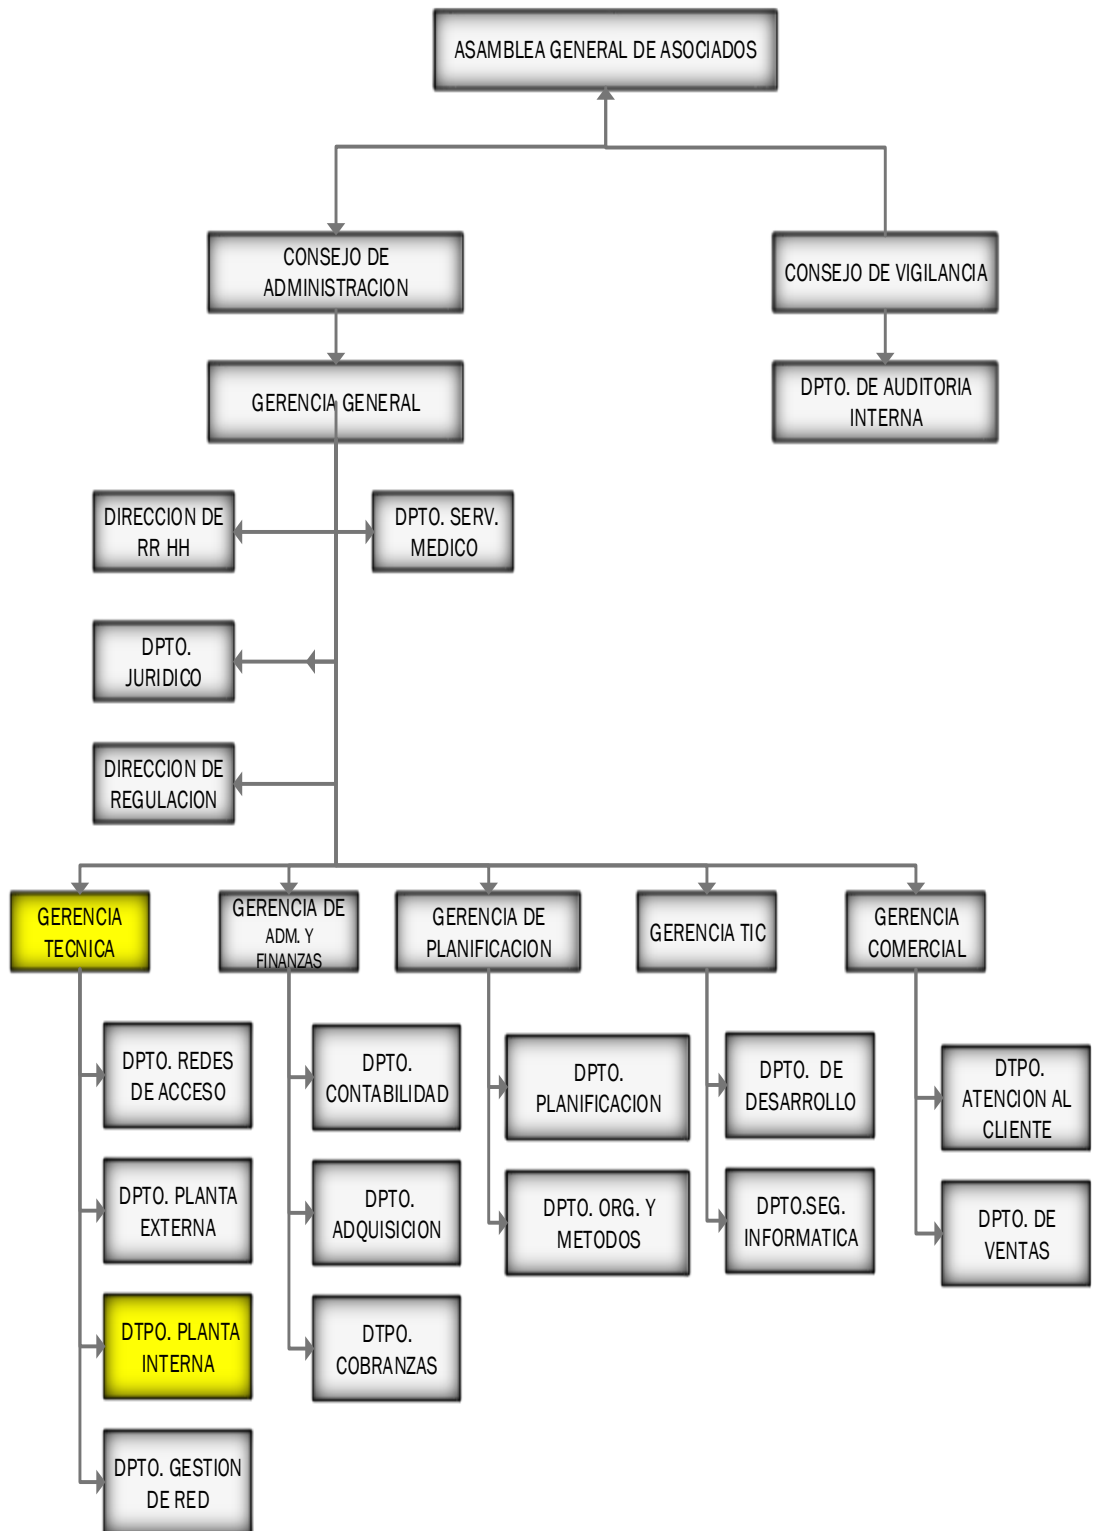 ASAMBLEA GENERAL DE ASOCIADOS
CONSEJO DE
ADMINISTRACION
CONSEJO DE VIGILANCIA
GERENCIA GENERAL
DPTO. DE AUDITORIA
INTERNA
DIRECCION DE
RR HH
DPTO. SERV.
MEDICO
DPTO.
JURIDICO
DIRECCION DE
REGULACION
GERENCIA
TECNICA
GERENCIA DE
ADM. Y
FINANZAS
GERENCIA DE
PLANIFICACION
GERENCIA TIC
GERENCIA
COMERCIAL
DPTO. REDES
DE ACCESO
DPTO. PLANTA
EXTERNA
DTPO. PLANTA
INTERNA
DPTO. GESTION
DE RED
DPTO.
CONTABILIDAD
DPTO.
ADQUISICION
DTPO.
COBRANZAS
DPTO.
PLANIFICACION
DPTO. ORG. Y
METODOS
DPTO. DE
DESARROLLO
DPTO.SEG.
INFORMATICA
DTPO.
ATENCION AL
CLIENTE
DPTO. DE
VENTAS